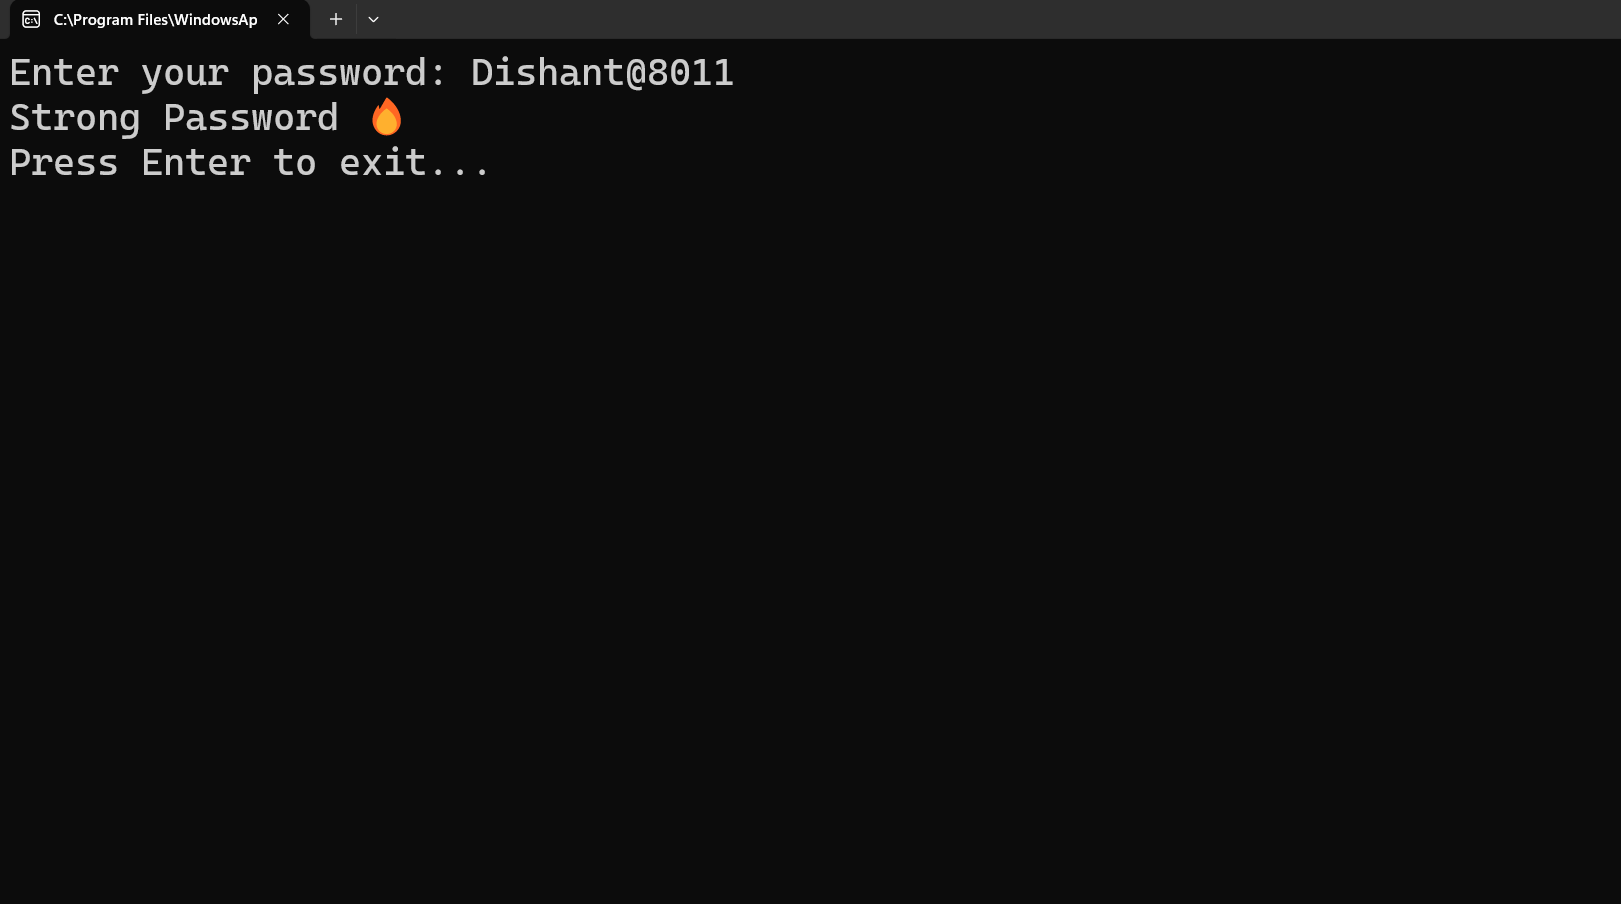 C:\Program Files\WindowsAp
Enter your password: Dishant@8011
Strong Password 🔥
Press Enter to exit...